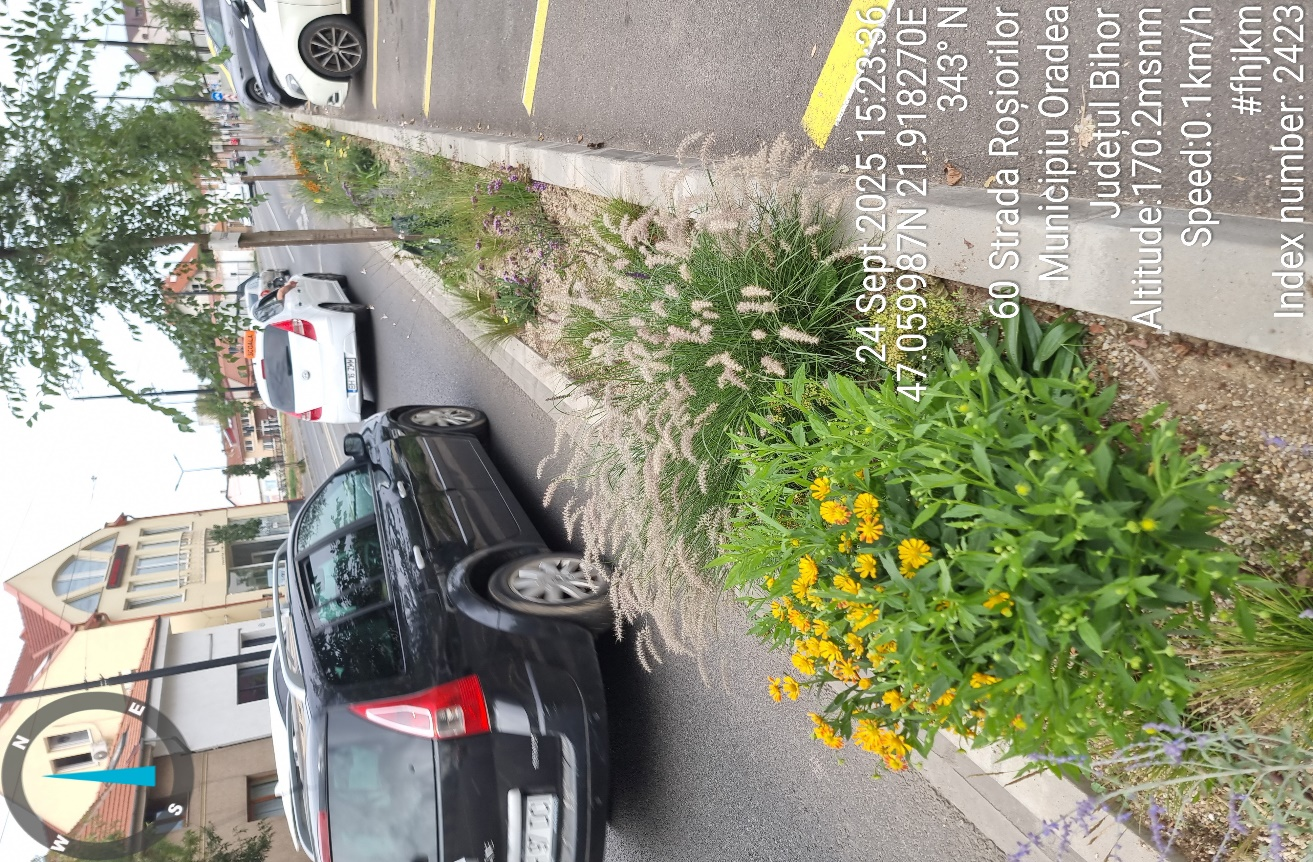 24 Sept 2025 15:23:36
47.059987N 21.918270E
343° N
60 Strada Roșiorilor
Municipiu Oradea
Județul Bihor
Altitude:170.2msnm
Speed:0.1km/h
#fhjkm
Index number: 2423
N
E
S
W
ȘCOALA